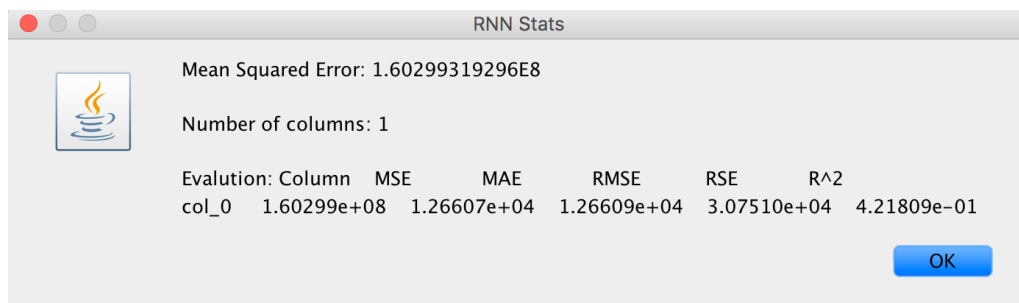 RNN Stats
Mean Squared Error: 1.60299319296E8
Number of columns: 1
Evalution: Column MSE MAE RMSE RSE R^2
col_0 1.60299e+08 1.26607e+04 1.26609e+04 3.07510e+04 4.21809e-01
OK